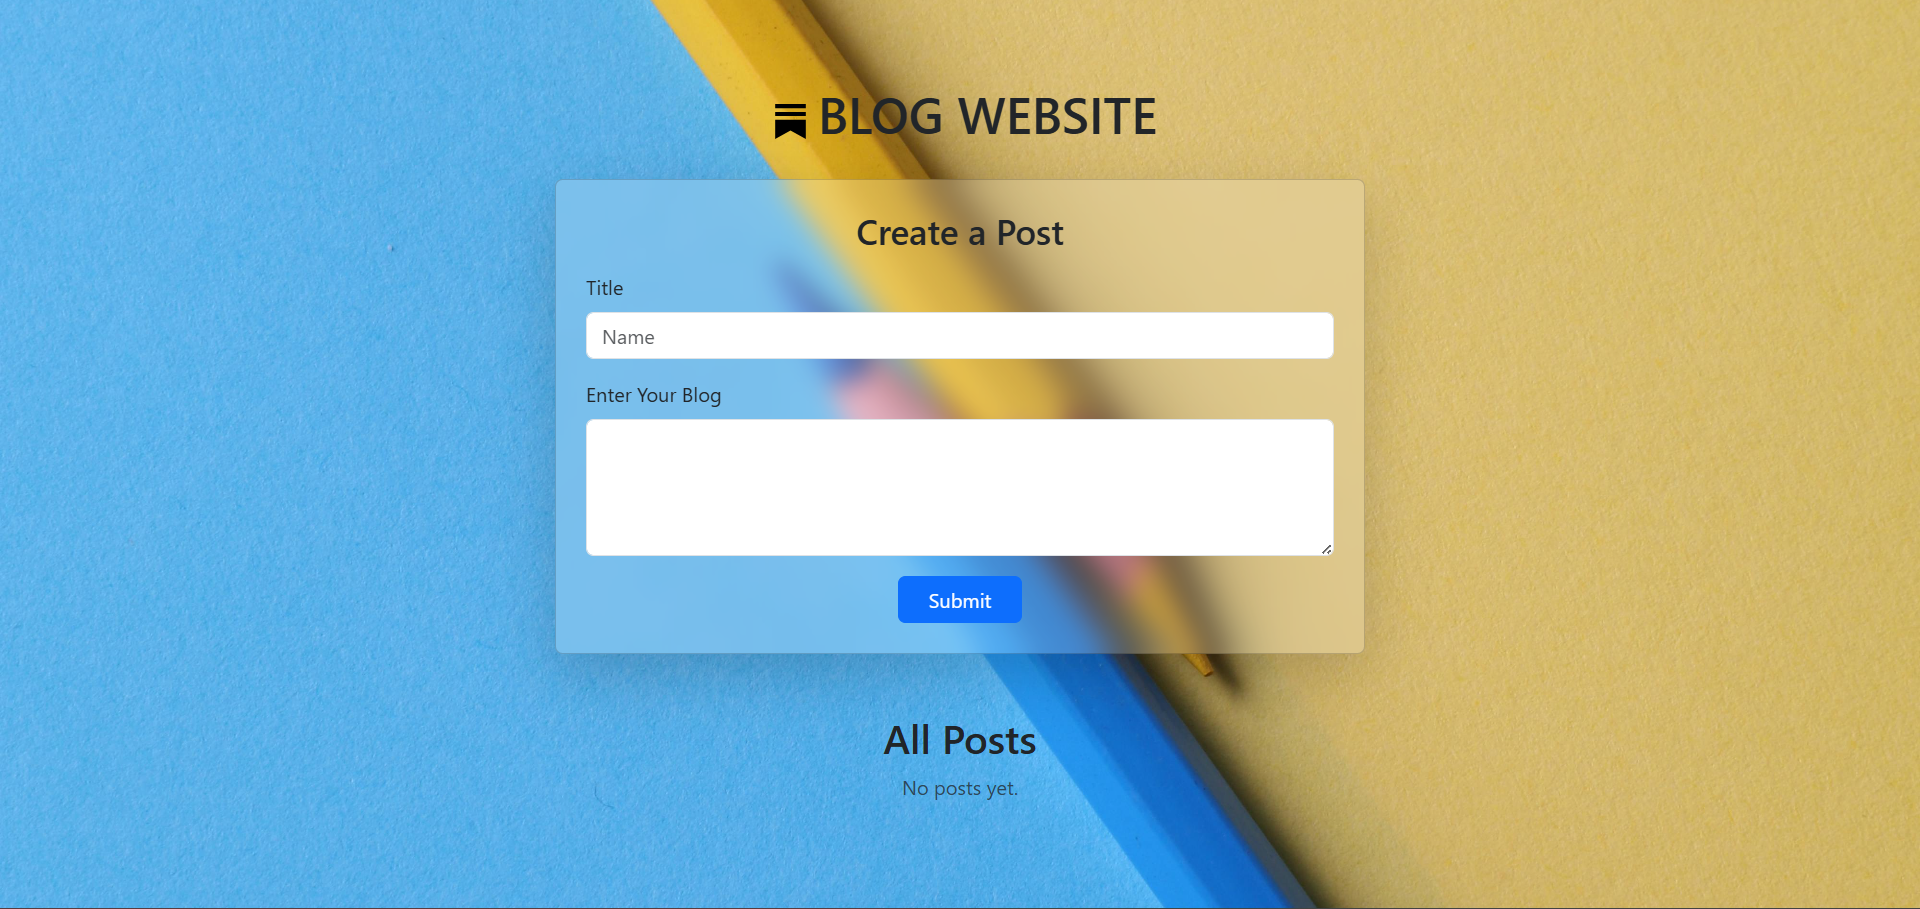 BLOG WEBSITE
Create a Post
Title
Name
Enter Your Blog
Submit
All Posts
No posts yet.